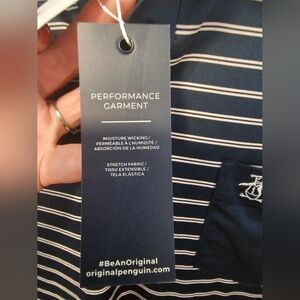 PERFORMANCE
GARMENT
MOISTURE WICKING /
PERMÉABLE À L'HUMIDITÉ /
ABSORCIÓN DE LA HUMEDAD
STRETCH FABRIC /
TISSU EXTENSIBLE /
TELA ELÁSTICA
#BeAnOriginal
originalpenguin.com